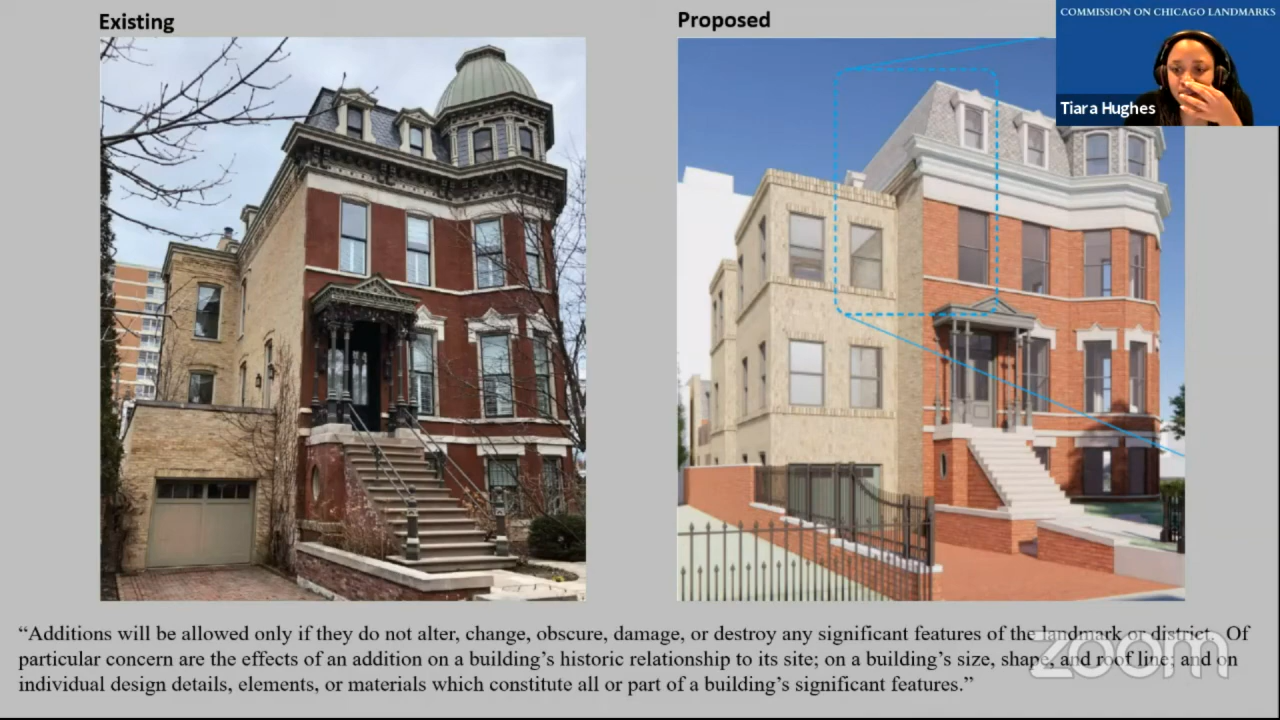 Existing
Proposed
COMMISSION ON CHICAGO LANDMARKS
Tiara Hughes
“Additions will be allowed only if they do not alter, change, obscure, damage, or destroy any significant features of the landmark or district. Of
particular concern are the effects of an addition on a building’s historic relationship to its site; on a building’s size, shape, and roof line; and on
individual design details, elements, or materials which constitute all or part of a building’s significant features.”
zoom